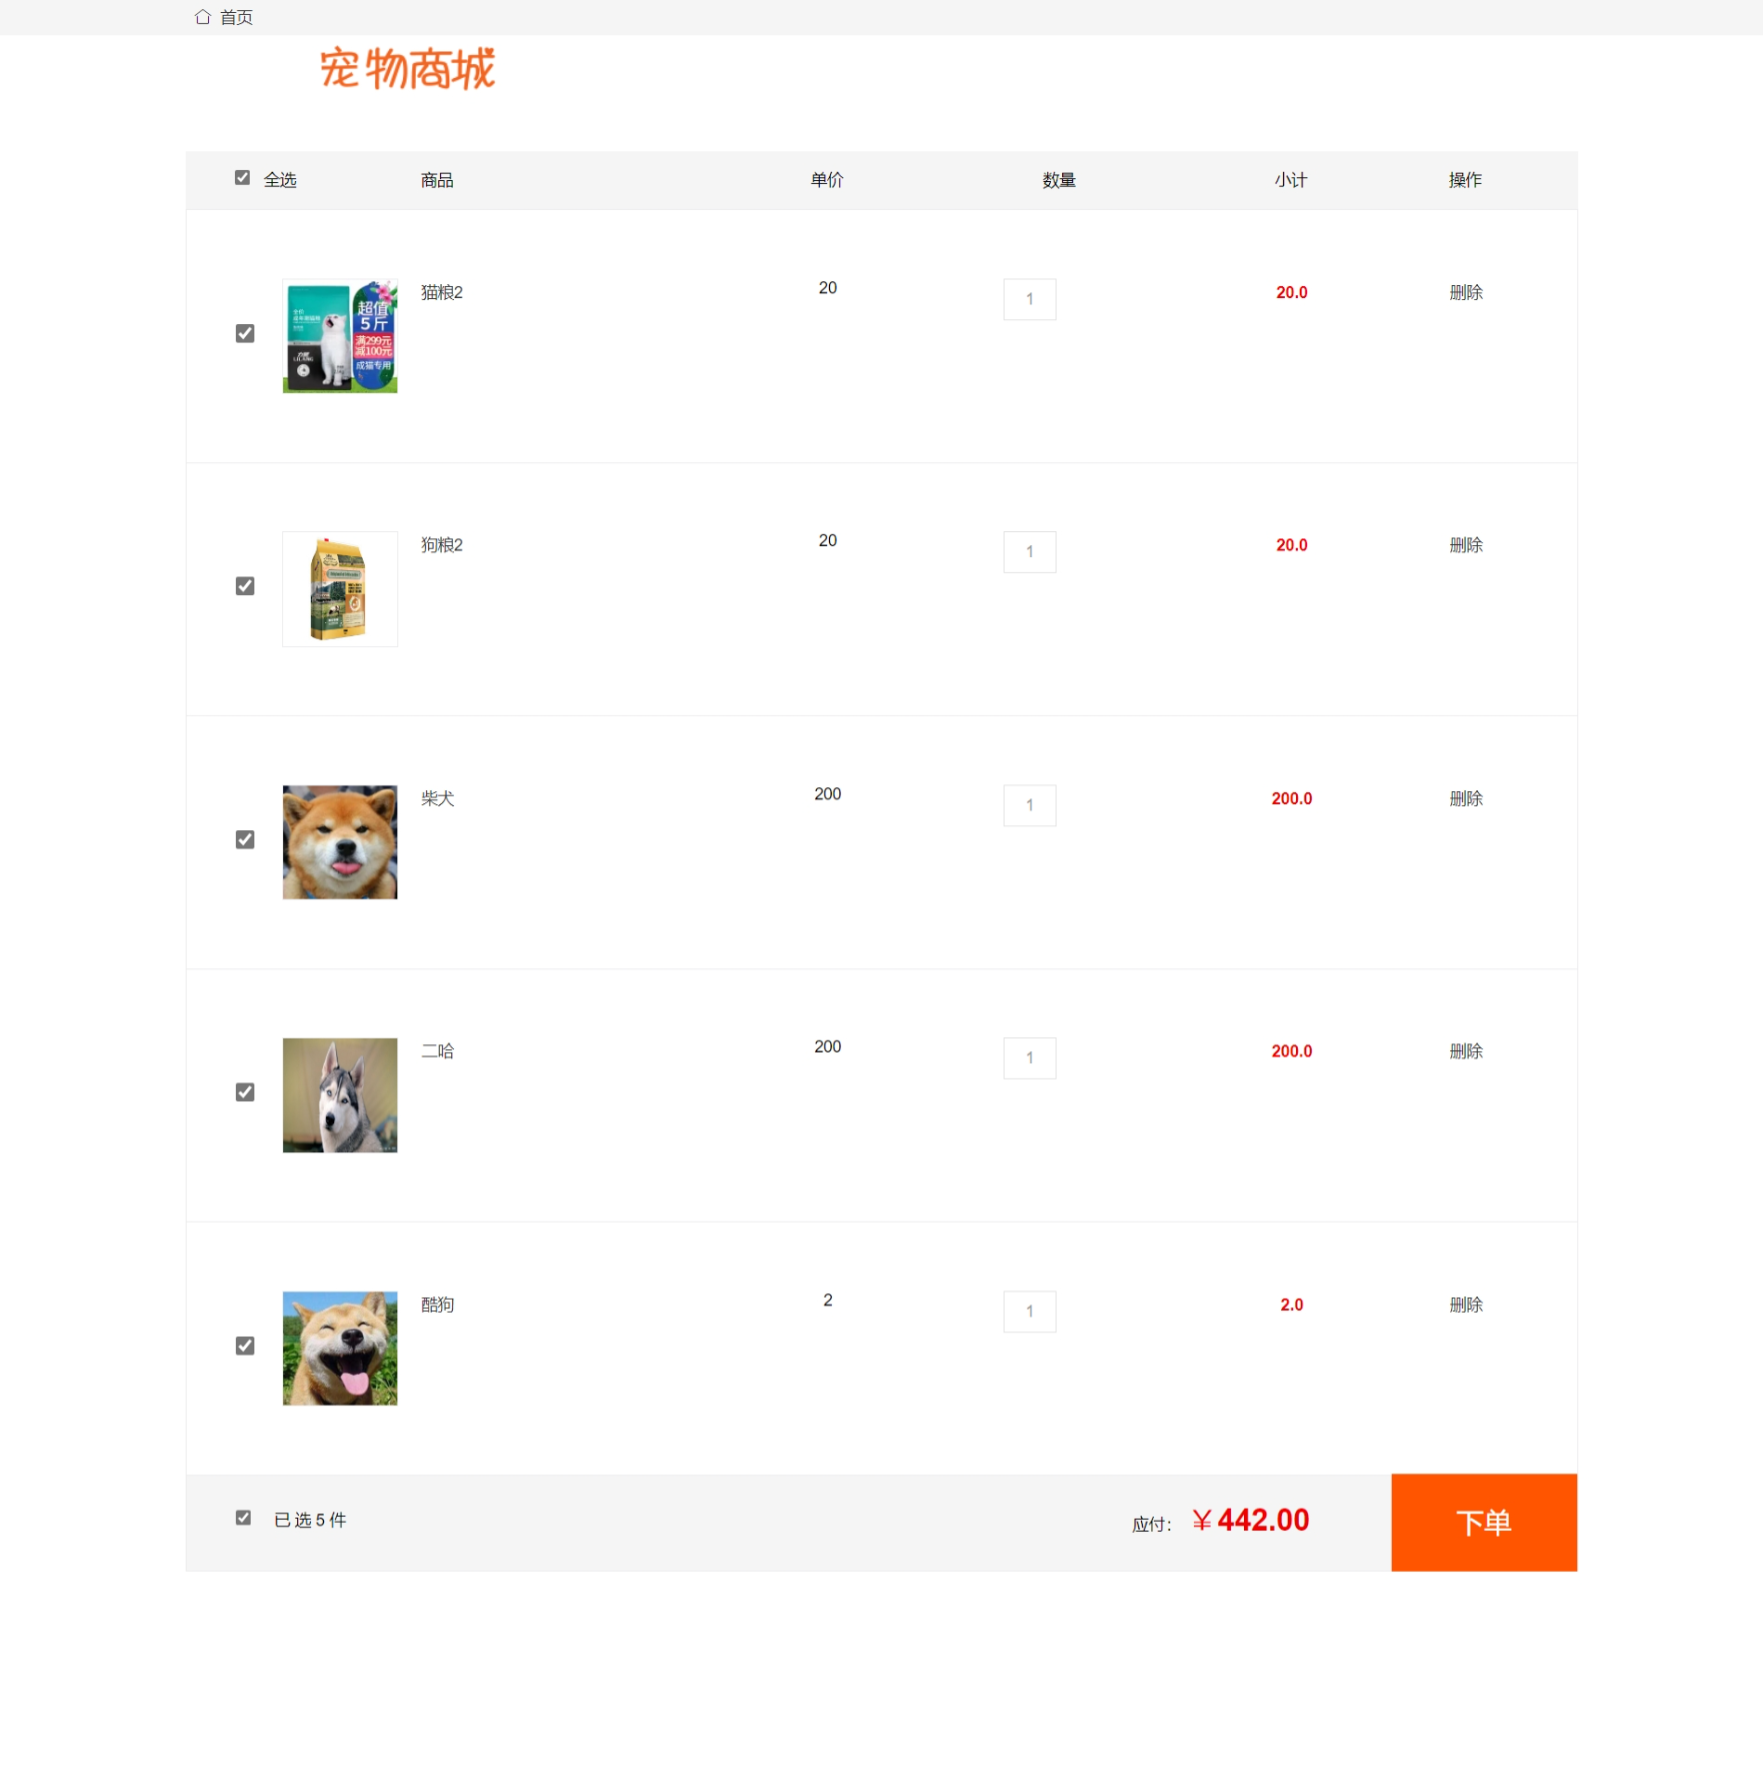 首页
宠物商城
全选 商品 单价 数量 小计 操作
猫粮2 20 1 20.0 删除
超值
5斤
满299元
减100元
成猫专用
狗粮2 20 1 20.0 删除
柴犬 200 1 200.0 删除
二哈 200 1 200.0 删除
酷狗 2 1 2.0 删除
已选 5 件 应付： ￥442.00 下单